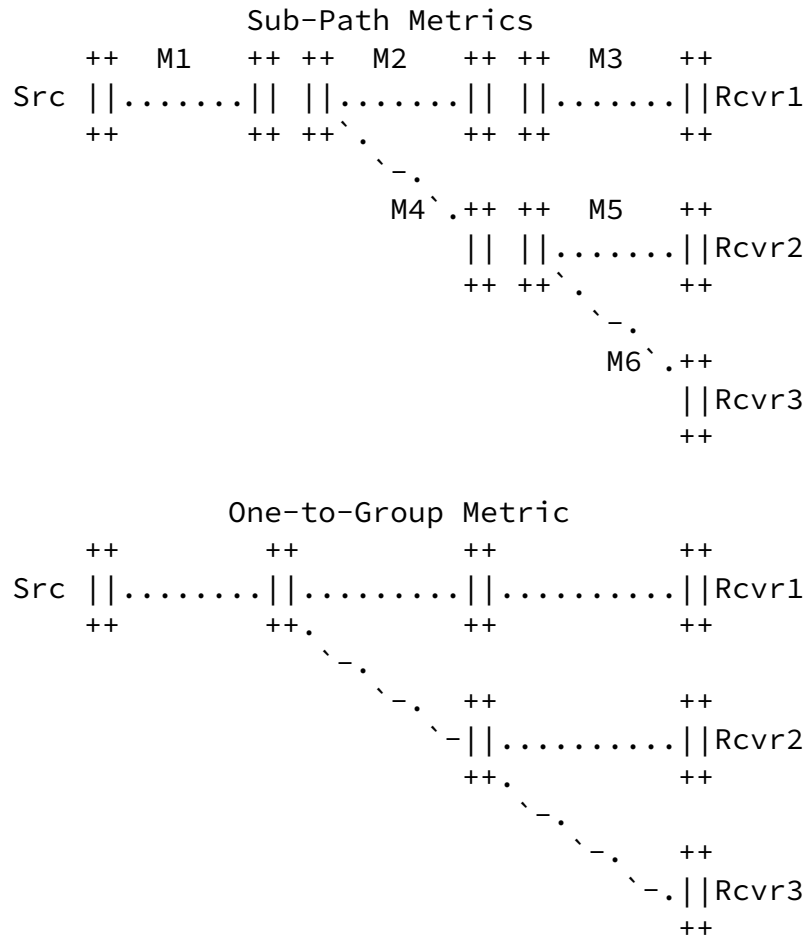 Sub-Path Metrics
     ++  M1   ++ ++  M2   ++ ++  M3   ++
Src ||.......|| ||.......|| ||.......||Rcvr1
     ++       ++ ++`.     ++ ++       ++
                    `-.
                     M4`.++ ++  M5   ++
                         || ||.......||Rcvr2
                         ++ ++`.     ++
                               `-.
                                M6`.++
                                    ||Rcvr3
                                    ++
            One-to-Group Metric
    ++        ++         ++          ++
Src ||........||.........||..........||Rcvr1
    ++        ++.        ++          ++
                `-.
                   `-.   ++          ++
                      `-||..........||Rcvr2
                         ++.         ++
                           `-.
                              `-.    ++
                                 `-.||Rcvr3
                                     ++